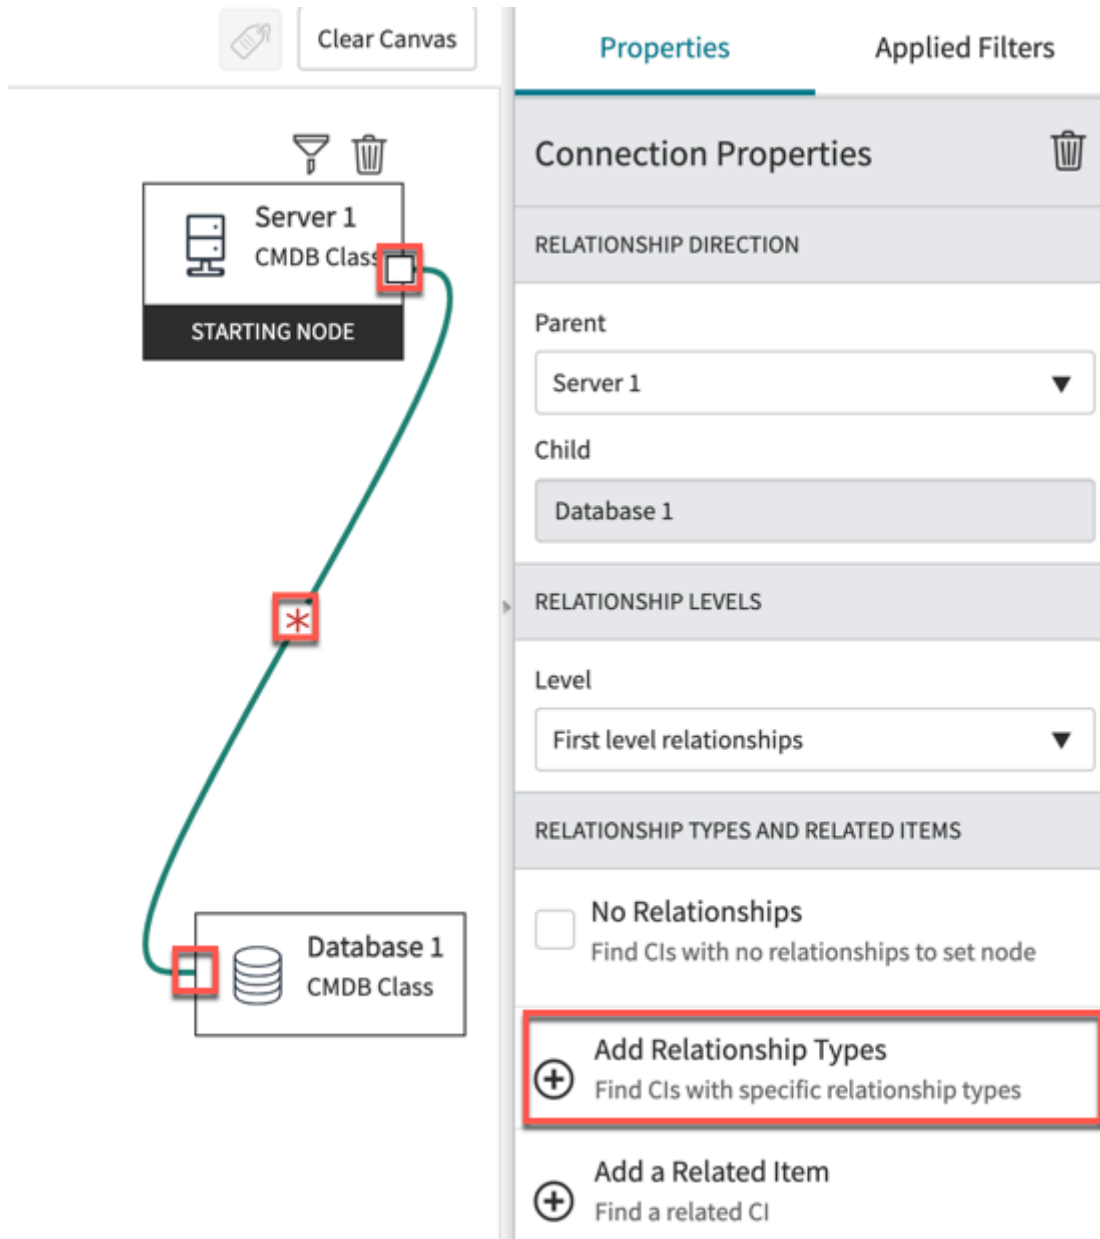 Clear Canvas
Server 1
CMDB Class
STARTING NODE
Database 1
CMDB Class
Properties
Applied Filters
Connection Properties
RELATIONSHIP DIRECTION
Parent
Server 1
Child
Database 1
RELATIONSHIP LEVELS
Level
First level relationships
RELATIONSHIP TYPES AND RELATED ITEMS
No Relationships
Find CIs with no relationships to set node
Add Relationship Types
Find CIs with specific relationship types
Add a Related Item
Find a related CI